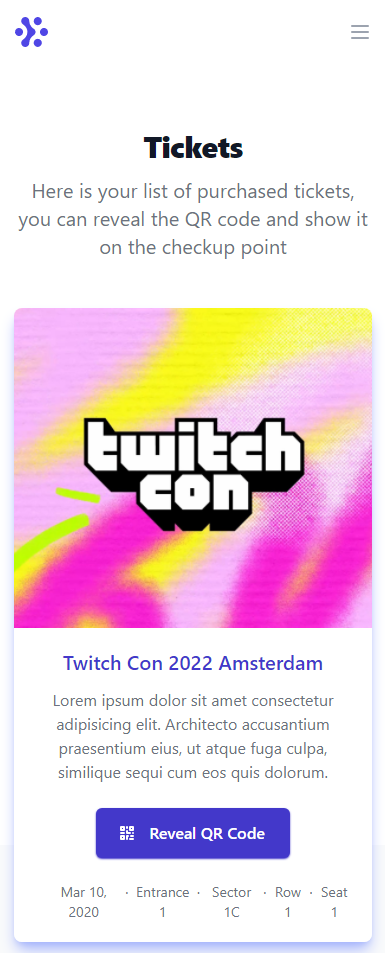 Tickets
Here is your list of purchased tickets,
you can reveal the QR code and show it
on the checkup point
twitch
con
Twitch Con 2022 Amsterdam
Lorem ipsum dolor sit amet consectetur
adipisicing elit. Architecto accusantium
praesentium eius, ut atque fuga culpa,
similique sequi cum eos quis dolorum.
Reveal QR Code
Mar 10, · Entrance · Sector · Row · Seat
2020 1 1C 1 1